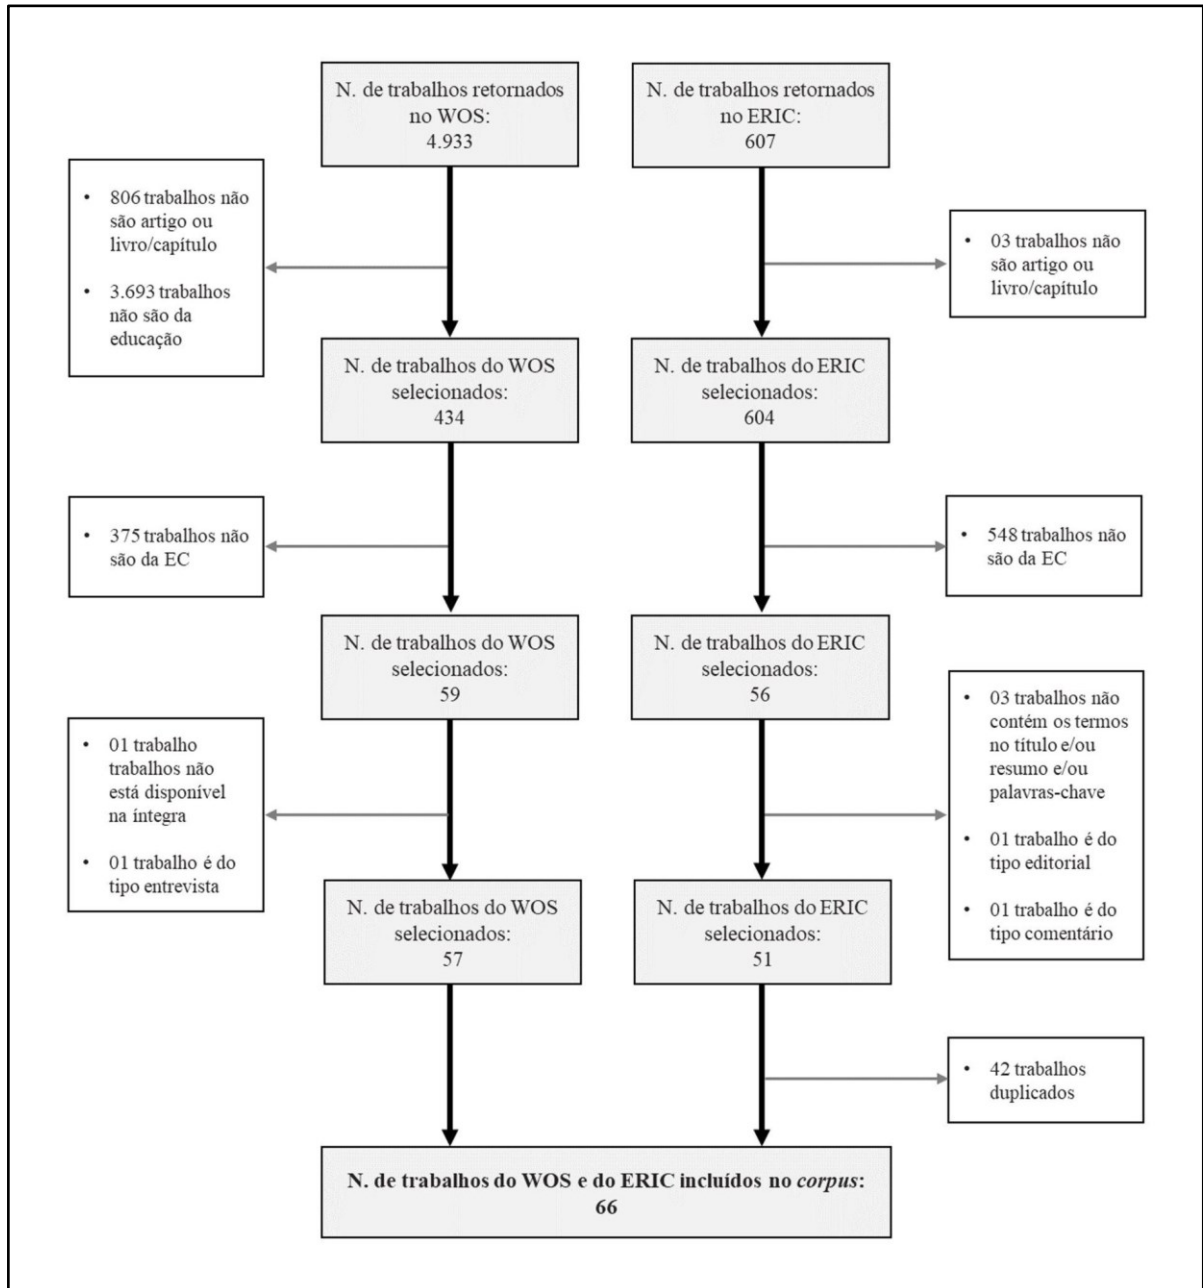 N. de trabalhos retornados
no WOS:
4.933
N. de trabalhos retornados
no ERIC:
607
• 806 trabalhos não
são artigo ou
livro/capítulo
• 3.693 trabalhos
não são da
educação
• 03 trabalhos não
são artigo ou
livro/capítulo
N. de trabalhos do WOS
selecionados:
434
N. de trabalhos do ERIC
selecionados:
604
• 375 trabalhos não
são da EC
• 548 trabalhos não
são da EC
N. de trabalhos do WOS
selecionados:
59
N. de trabalhos do ERIC
selecionados:
56
• 01 trabalho
trabalhos não
está disponível
na íntegra
• 01 trabalho é do
tipo entrevista
• 03 trabalhos não
contém os termos
no título e/ou
resumo e/ou
palavras-chave
• 01 trabalho é do
tipo editorial
• 01 trabalho é do
tipo comentário
N. de trabalhos do WOS
selecionados:
57
N. de trabalhos do ERIC
selecionados:
51
• 42 trabalhos
duplicados
N. de trabalhos do WOS e do ERIC incluídos no corpus:
66